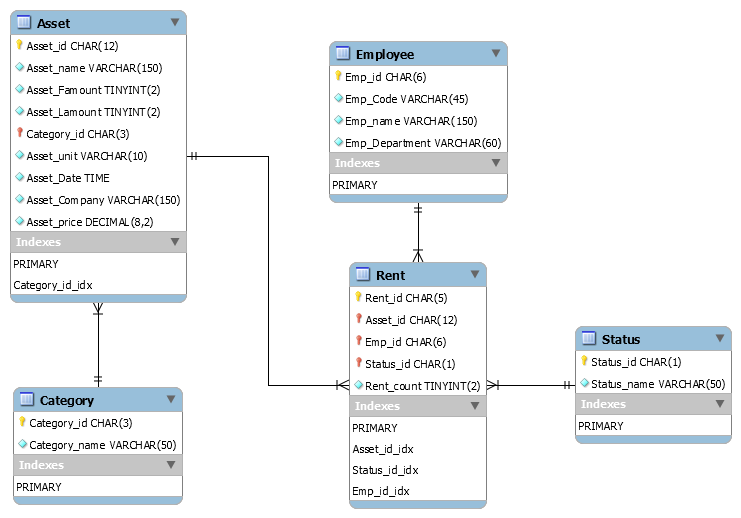 Asset
Asset_id CHAR(12)
Asset_name VARCHAR(150)
Asset_Famount TINYINT(2)
Asset_Lamount TINYINT(2)
Category_id CHAR(3)
Asset_unit VARCHAR(10)
Asset_Date TIME
Asset_Company VARCHAR(150)
Asset_price DECIMAL(8,2)
Indexes
PRIMARY
Category_id_idx
Employee
Emp_id CHAR(6)
Emp_Code VARCHAR(45)
Emp_name VARCHAR(150)
Emp_Department VARCHAR(60)
Indexes
PRIMARY
Rent
Rent_id CHAR(5)
Asset_id CHAR(12)
Emp_id CHAR(6)
Status_id CHAR(1)
Rent_count TINYINT(2)
Indexes
PRIMARY
Asset_id_idx
Status_id_idx
Emp_id_idx
Status
Status_id CHAR(1)
Status_name VARCHAR(50)
Indexes
PRIMARY
Category
Category_id CHAR(3)
Category_name VARCHAR(50)
Indexes
PRIMARY